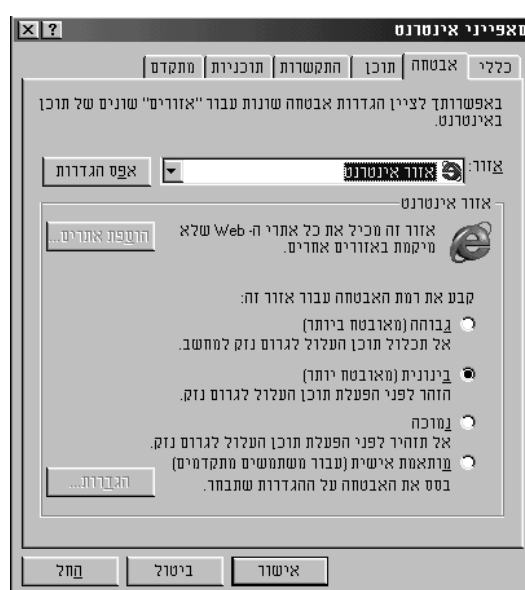 מאפייני אינטרנט
כללי אבטחה תוכן התקשרות תוכניות מתקדם
באפשרותך לציין הגדרות אבטחה שונות עבור "אזורים" שונים של תוכן
באינטרנט.
אזור: אזור אינטרנט אפס הגדרות
אזור אינטרנט
אזור זה מכיל את כל אתרי ה- Web שלא
מיקמת באזורים אחרים.
הוספת אתרים...
קבע את רמת האבטחה עבור אזור זה:
גבוהה (מאובטח ביותר)
אל תכלול תוכן העלול לגרום נזק למחשב.
בינונית (מאובטח יותר)
הזהר לפני הפעלת תוכן העלול לגרום נזק.
נמוכה
אל תזהיר לפני הפעלת תוכן העלול לגרום נזק.
מותאמת אישית (עבור משתמשים מתקדמים)
בסס את האבטחה על ההגדרות שתבחר.
הגדרות...
אישור ביטול החל